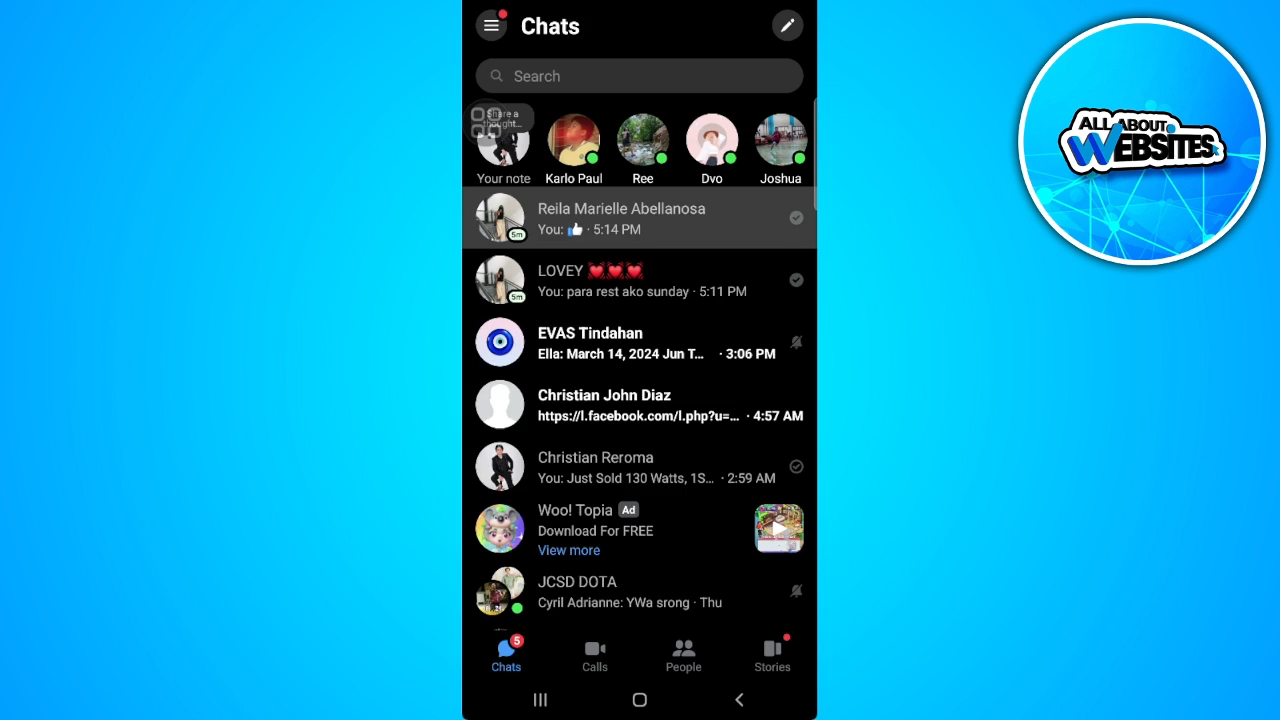 Chats
Search
Share a
thought...
Your note
Karlo Paul
Ree
Dvo
Joshua
Reila Marielle Abellanosa
You: 👍 · 5:14 PM
5m
LOVEY 💓💓💓
You: para rest ako sunday · 5:11 PM
5m
EVAS Tindahan
Ella: March 14, 2024 Jun T... · 3:06 PM
Christian John Diaz
https://l.facebook.com/l.php?u=... · 4:57 AM
Christian Reroma
You: Just Sold 130 Watts, 1S... · 2:59 AM
Woo! Topia Ad
Download For FREE
View more
JCSD DOTA
Cyril Adrianne: YWa srong · Thu
5
Chats
Calls
People
Stories
ALL ABOUT
WEBSITES